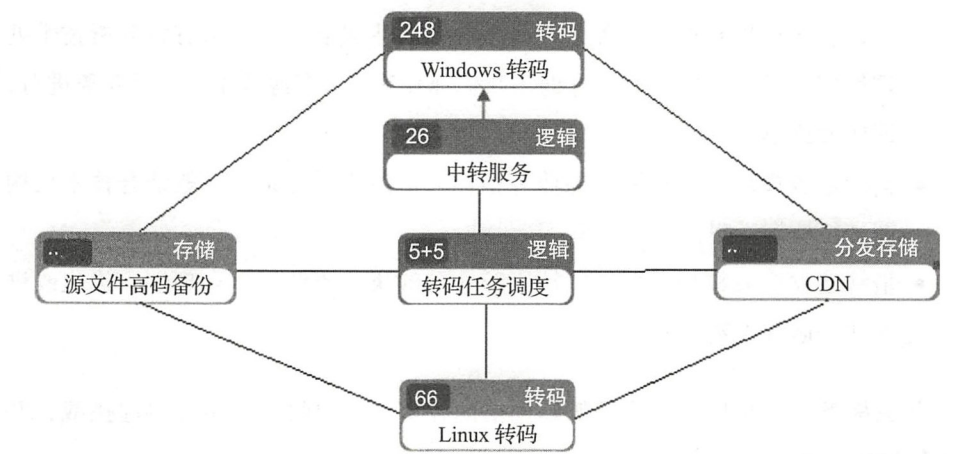 248 转码
Windows 转码
26 逻辑
中转服务
.. 存储
源文件高码备份
5+5 逻辑
转码任务调度
.. 分发存储
CDN
66 转码
Linux 转码